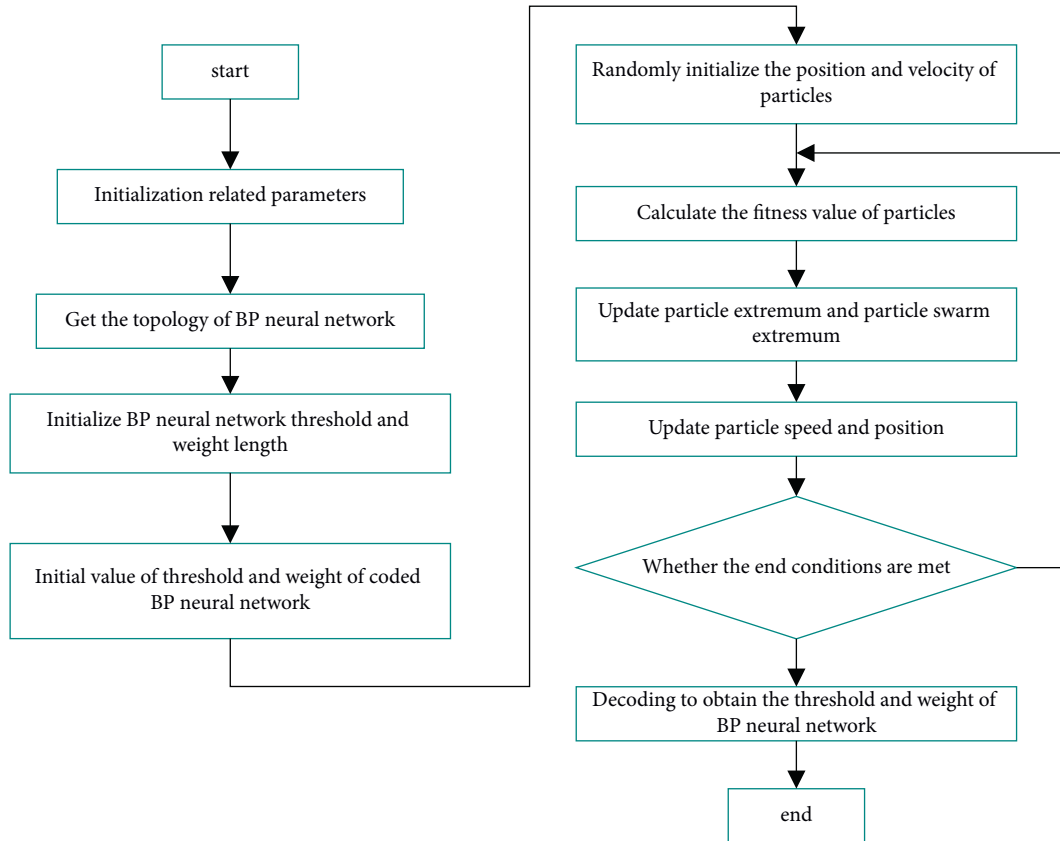 start
Initialization related parameters
Get the topology of BP neural network
Initialize BP neural network threshold and
weight length
Initial value of threshold and weight of coded
BP neural network
Randomly initialize the position and velocity of
particles
Calculate the fitness value of particles
Update particle extremum and particle swarm
extremum
Update particle speed and position
Whether the end conditions are met
Decoding to obtain the threshold and weight of
BP neural network
end